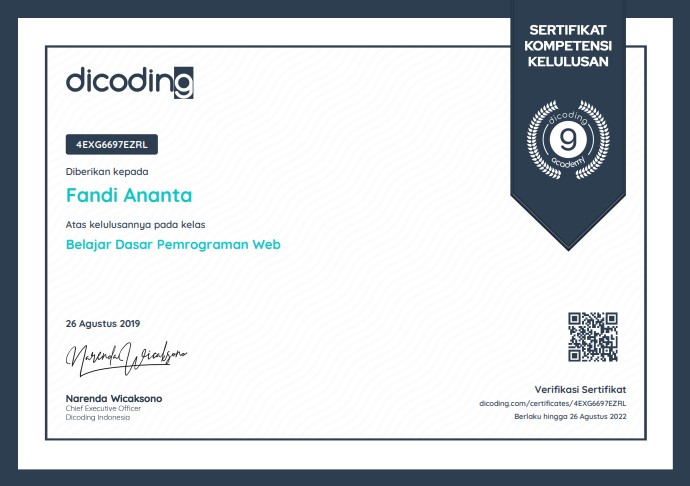 SERTIFIKAT
KOMPETENSI
KELULUSAN
dicoding
dicoding
academy
4EXG6697EZRL
Diberikan kepada
Fandi Ananta
Atas kelulusannya pada kelas
Belajar Dasar Pemrograman Web
26 Agustus 2019
Narenda Wicaksono
Narenda Wicaksono
Chief Executive Officer
Dicoding Indonesia
Verifikasi Sertifikat
dicoding.com/certificates/4EXG6697EZRL
Berlaku hingga 26 Agustus 2022